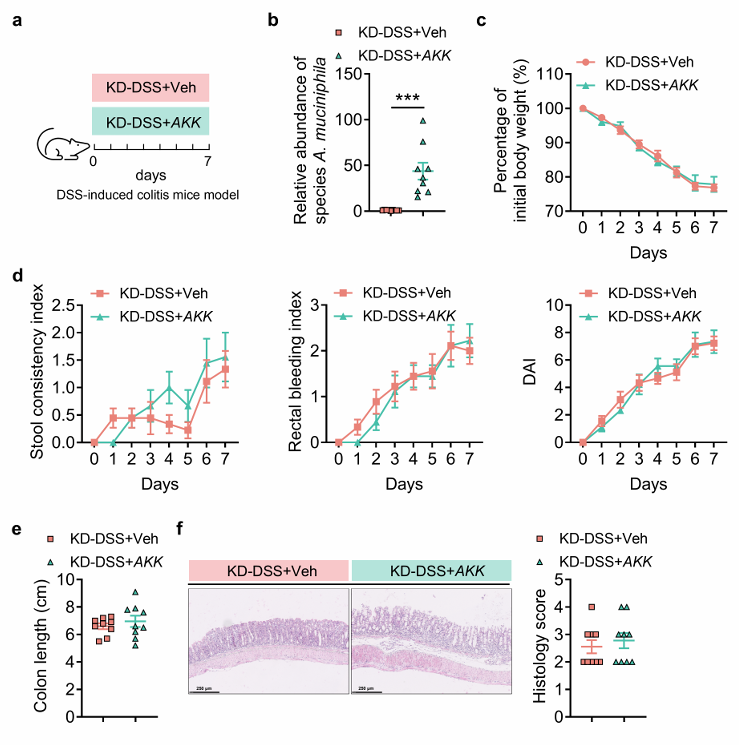 a
KD-DSS+Veh
KD-DSS+AKK
0
7
days
DSS-induced colitis mice model
b
KD-DSS+Veh
KD-DSS+AKK
Relative abundance of
species A. muciniphila
150
100
50
0
***
c
KD-DSS+Veh
KD-DSS+AKK
Percentage of
initial body weight (%)
110
100
90
80
70
0 1 2 3 4 5 6 7
Days
d
KD-DSS+Veh
KD-DSS+AKK
Stool consistency index
2.5
2.0
1.5
1.0
0.5
0.0
0 1 2 3 4 5 6 7
Days
KD-DSS+Veh
KD-DSS+AKK
Rectal bleeding index
3
2
1
0
0 1 2 3 4 5 6 7
Days
KD-DSS+Veh
KD-DSS+AKK
DAI
10
8
6
4
2
0
0 1 2 3 4 5 6 7
Days
e
KD-DSS+Veh
KD-DSS+AKK
Colon length (cm)
10
8
6
4
2
0
f
KD-DSS+Veh
KD-DSS+AKK
250 μm
250 μm
KD-DSS+Veh
KD-DSS+AKK
Histology score
5
4
3
2
1
0